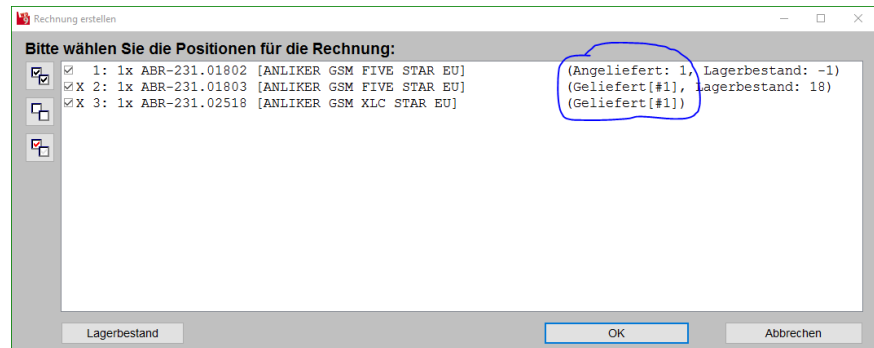 Rechnung erstellen
Bitte wählen Sie die Positionen für die Rechnung:
1: 1x ABR-231.01802 [ANLIKER GSM FIVE STAR EU] (Angeliefert: 1, Lagerbestand: -1)
X 2: 1x ABR-231.01803 [ANLIKER GSM FIVE STAR EU] (Geliefert[#1], Lagerbestand: 18)
X 3: 1x ABR-231.02518 [ANLIKER GSM XLC STAR EU] (Geliefert[#1])
Lagerbestand OK Abbrechen